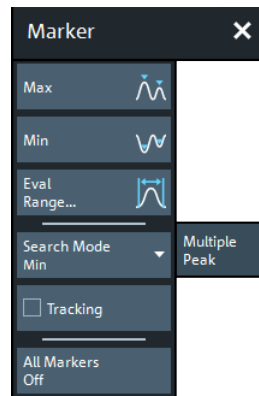 Marker
Max
Min
Eval
Range...
Search Mode
Min
Multiple
Peak
Tracking
All Markers
Off